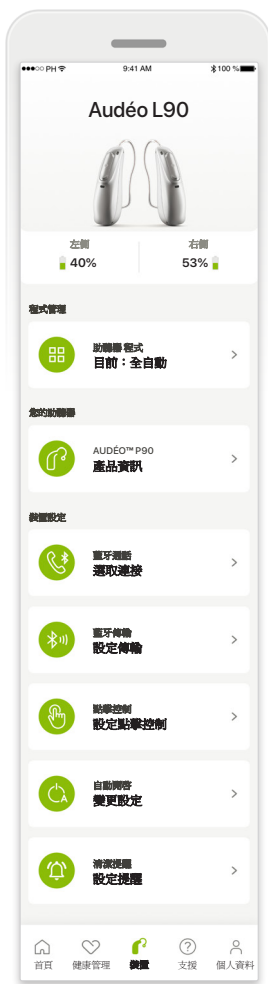 PH
9:41 AM
100 %
Audéo L90
左側
右側
40%
53%
程式管理
助聽器程式
目前：全自動
您的助聽器
AUDÉO™ P90
產品資訊
裝置設定
藍牙通話
選取連接
藍牙傳輸
設定傳輸
點擊控制
設定點擊控制
自動開啓
變更設定
清潔提醒
設定提醒
首頁
健康管理
裝置
支援
個人資料